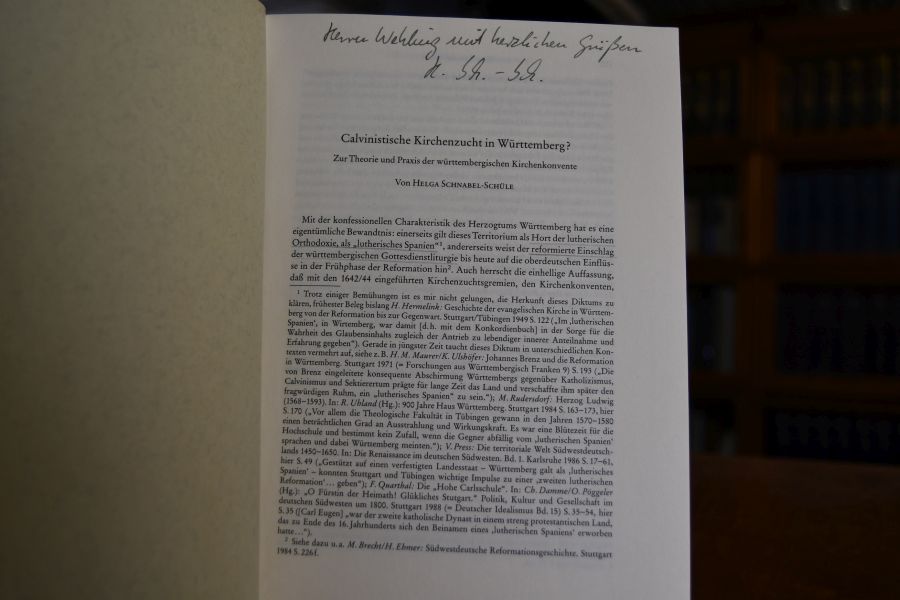 Herrn Wehling mit herzlichen Grüßen
H. Sch.-Sch.
Calvinistische Kirchenzucht in Württemberg?
Zur Theorie und Praxis der württembergischen Kirchenkonvente
Von Helga Schnabel-Schüle
Mit der konfessionellen Charakteristik des Herzogtums Württemberg hat es eine
eigentümliche Bewandtnis: einerseits gilt dieses Territorium als Hort der lutherischen
Orthodoxie, als „lutherisches Spanien“¹, andererseits weist der reformierte Einschlag
der württembergischen Gottesdienstliturgie bis heute auf die oberdeutschen Einflüs-
se in der Frühphase der Reformation hin². Auch herrscht die einhellige Auffassung,
daß mit den 1642/44 eingeführten Kirchenzuchtsgremien, den Kirchenkonventen,
¹ Trotz einiger Bemühungen ist es mir nicht gelungen, die Herkunft dieses Diktums zu
klären, frühester Beleg bislang H. Hermelink: Geschichte der evangelischen Kirche in Württem-
berg von der Reformation bis zur Gegenwart. Stuttgart/Tübingen 1949 S. 122 („Im ‚lutherischen
Spanien‘, in Wirtemberg, war damit [d. h. mit dem Konkordienbuch] in der Sorge für die
Wahrheit des Glaubensinhalts zugleich der Antrieb zu lebendiger innerer Anteilnahme und
Erfahrung gegeben“). Gerade in jüngster Zeit taucht dieses Diktum in unterschiedlichen Kon-
texten vermehrt auf, siehe z. B. H. M. Maurer/K. Ulshöfer: Johannes Brenz und die Reformation
in Württemberg. Stuttgart 1971 (= Forschungen aus Württembergisch Franken 9) S. 193 („Die
von Brenz eingeleitete konsequente Abschirmung Württembergs gegenüber Katholizismus,
Calvinismus und Sektierertum prägte für lange Zeit das Land und verschaffte ihm später den
fragwürdigen Ruhm, ein „lutherisches Spanien“ zu sein.“); M. Rudersdorf: Herzog Ludwig
(1568–1593). In: R. Uhland (Hg.): 900 Jahre Haus Württemberg. Stuttgart 1984 S. 163–173, hier
S. 170 („Vor allem die Theologische Fakultät in Tübingen gewann in den Jahren 1570–1580
einen beträchtlichen Grad an Ausstrahlung und Wirkungskraft. Es war eine Blütezeit für die
Hochschule und bestimmt kein Zufall, wenn die Gegner abfällig vom ‚lutherischen Spanien‘
sprachen und dabei Württemberg meinten.“); V. Press: Die territoriale Welt Südwestdeutsch-
lands 1450–1650. In: Die Renaissance im deutschen Südwesten. Bd. 1. Karlsruhe 1986 S. 17–61,
hier S. 49 („Gestützt auf einen verfestigten Landesstaat – Württemberg galt als ‚lutherisches
Spanien‘ – konnten Stuttgart und Tübingen wichtige Impulse zu einer ‚zweiten lutherischen
Reformation‘… geben“); F. Quarthal: Die „Hohe Carlsschule“. In: Ch. Damme/O. Pöggeler
(Hg.): „O Fürstin der Heimath! Glükliches Stutgart.“ Politik, Kultur und Gesellschaft im
deutschen Südwesten um 1800. Stuttgart 1988 (= Deutscher Idealismus Bd. 15) S. 35–54, hier
S. 35 ([Carl Eugen] „war der zweite katholische Dynast in einem streng protestantischen Land,
das zu Ende des 16. Jahrhunderts sich den Beinamen eines ‚lutherischen Spaniens‘ erworben
hatte…“).
² Siehe dazu u. a. M. Brecht/H. Ehmer: Südwestdeutsche Reformationsgeschichte. Stuttgart
1984 S. 226f.